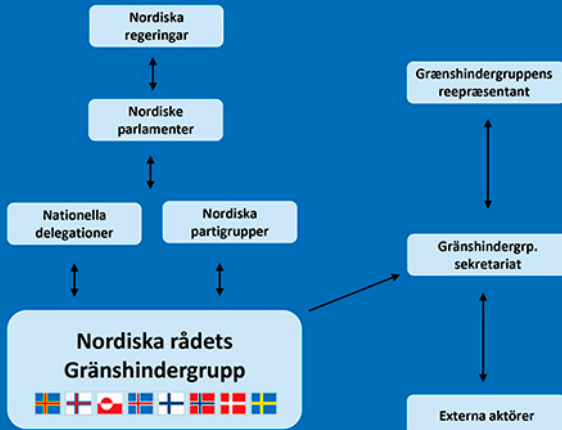 Nordiska
regeringar
Nordiske
parlamenter
Nationella
delegationer
Nordiska
partigrupper
Nordiska rådets
Gränshindergrupp
Grænshindergruppens
reepræsentant
Gränshindergrp.
sekretariat
Externa aktörer